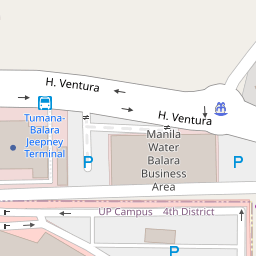 H. Ventura
H. Ventura
Tumana-
Balara
Jeepney
Terminal
Manila
Water
Balara
Business
Area
P
P
UP Campus 4th District
P